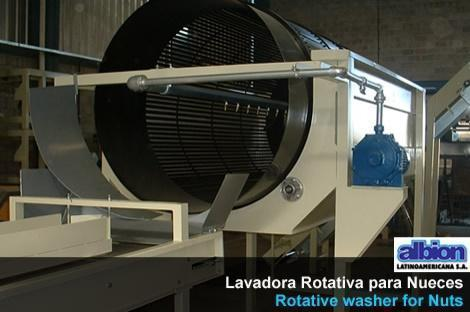 albion
LATINOAMERICANA S.A.
Lavadora Rotativa para Nueces
Rotative washer for Nuts